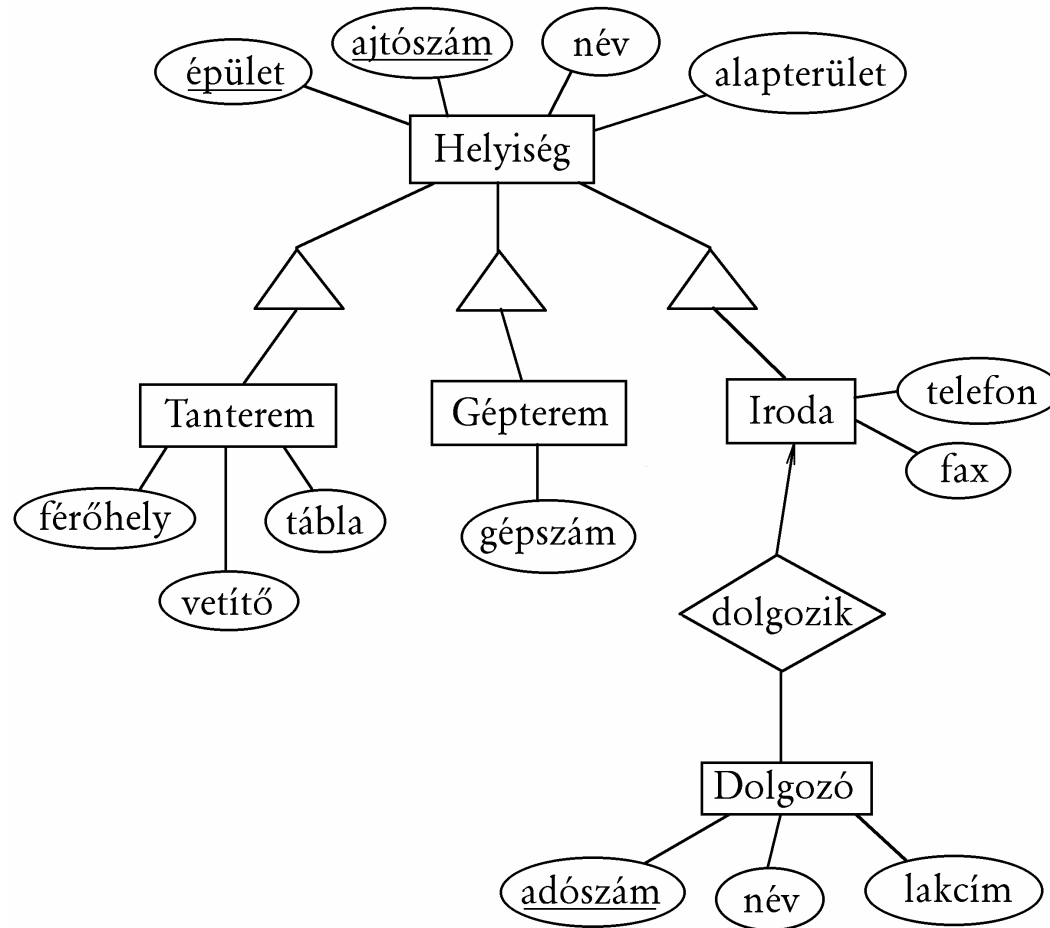 épület
ajtószám
név
alapterület
Helyiség
Tanterem
Gépterem
Iroda
telefon
fax
férőhely
vetítő
tábla
gépszám
dolgozik
Dolgozó
adószám
név
lakcím